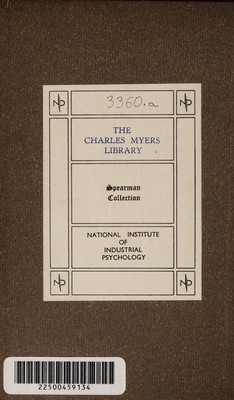 3360.a
THE
CHARLES MYERS
LIBRARY
Spearman
Collection
NATIONAL INSTITUTE
OF
INDUSTRIAL
PSYCHOLOGY
22500459134